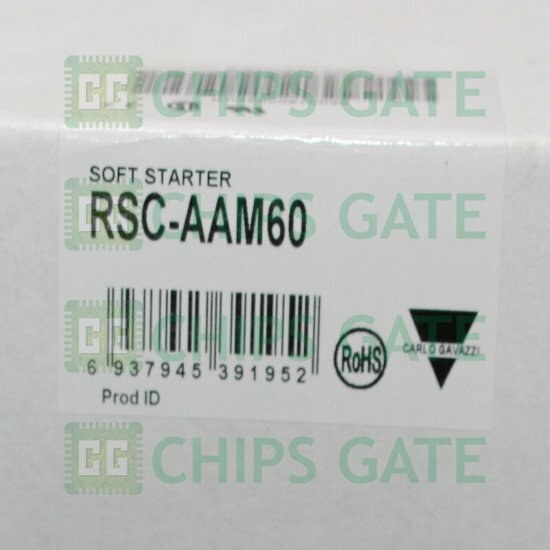 CHIPS GATE
SOFT STARTER
RSC-AAM60
CHIPS GATE
6 937945 391952
RoHS
CARLO GAVAZZI
CHIPS GATE
Prod ID
CHIPS GATE